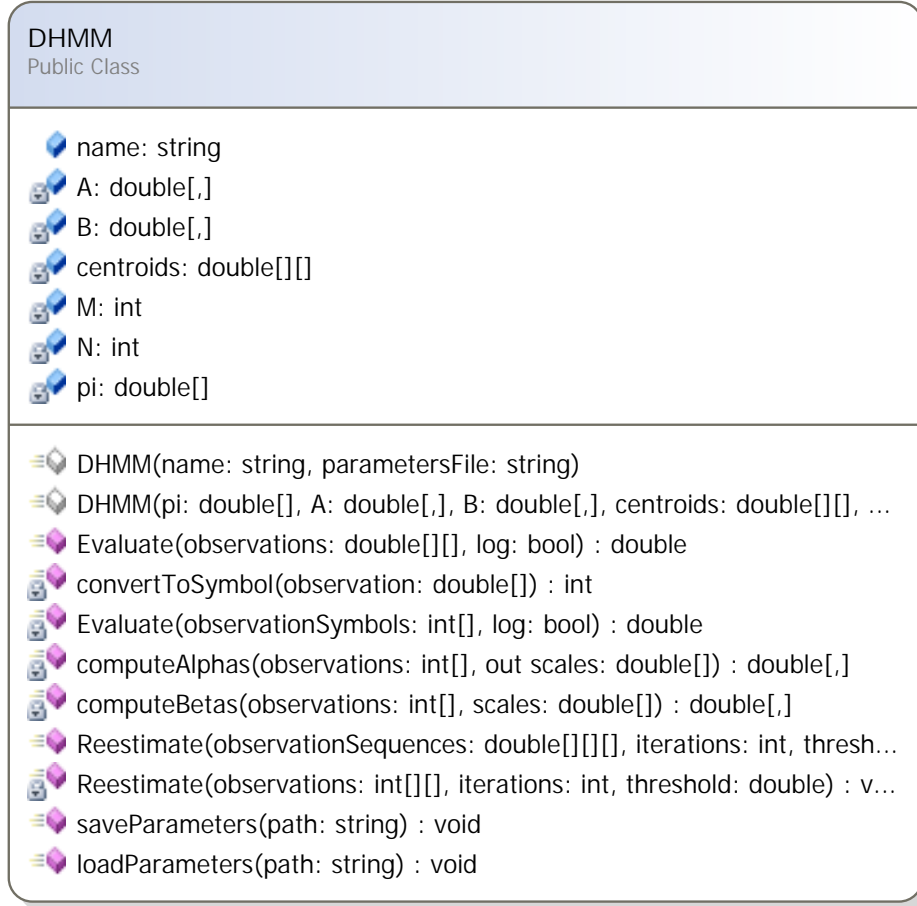 DHMM
Public Class
name: string
A: double[,]
B: double[,]
centroids: double[][]
M: int
N: int
pi: double[]
DHMM(name: string, parametersFile: string)
DHMM(pi: double[], A: double[,], B: double[,], centroids: double[][], ...
Evaluate(observations: double[][], log: bool) : double
convertToSymbol(observation: double[]) : int
Evaluate(observationSymbols: int[], log: bool) : double
computeAlphas(observations: int[], out scales: double[]) : double[,]
computeBetas(observations: int[], scales: double[]) : double[,]
Reestimate(observationSequences: double[][][], iterations: int, thresh...
Reestimate(observations: int[][], iterations: int, threshold: double) : v...
saveParameters(path: string) : void
loadParameters(path: string) : void